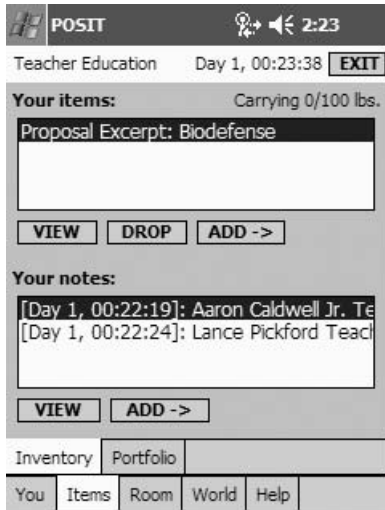 POSIT 2:23
Teacher Education Day 1, 00:23:38 EXIT
Your items: Carrying 0/100 lbs.
Proposal Excerpt: Biodefense
VIEW DROP ADD ->
Your notes:
[Day 1, 00:22:19]: Aaron Caldwell Jr. Te
[Day 1, 00:22:24]: Lance Pickford Teach
VIEW ADD ->
Inventory Portfolio
You Items Room World Help